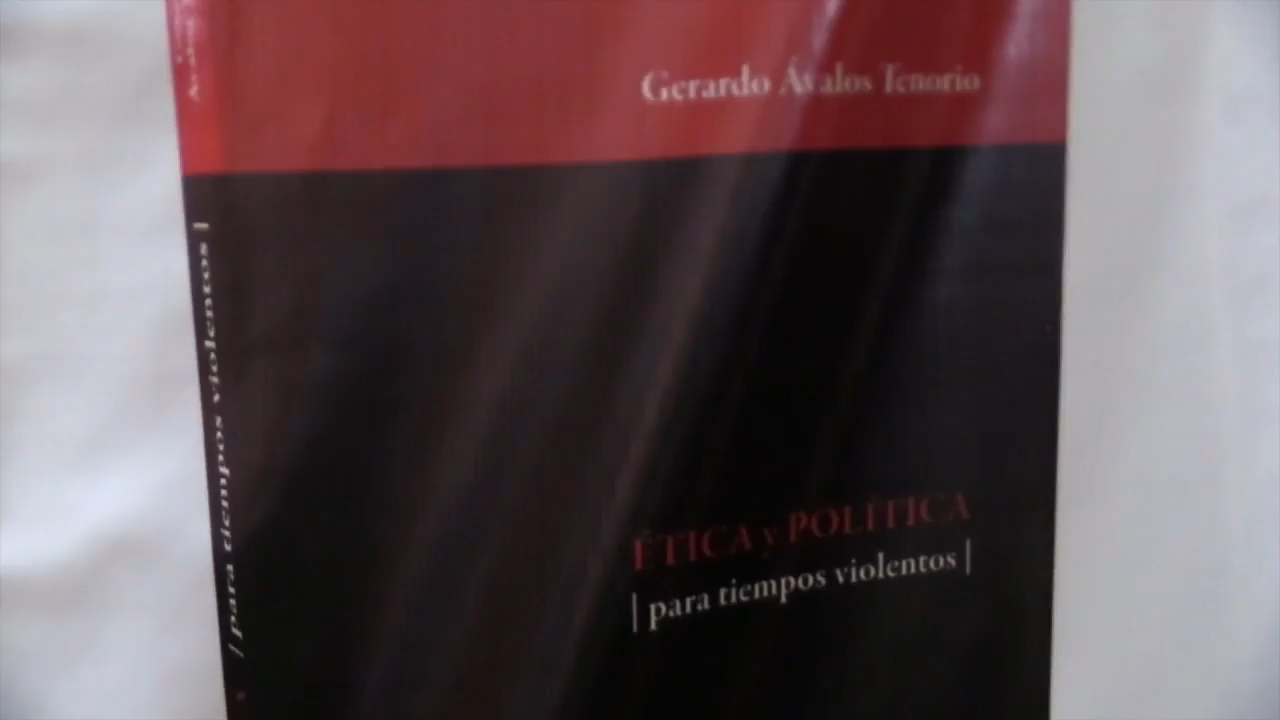 Gerardo Ávalos Tenorio
ÉTICA y POLÍTICA
| para tiempos violentos |
| para tiempos violentos |